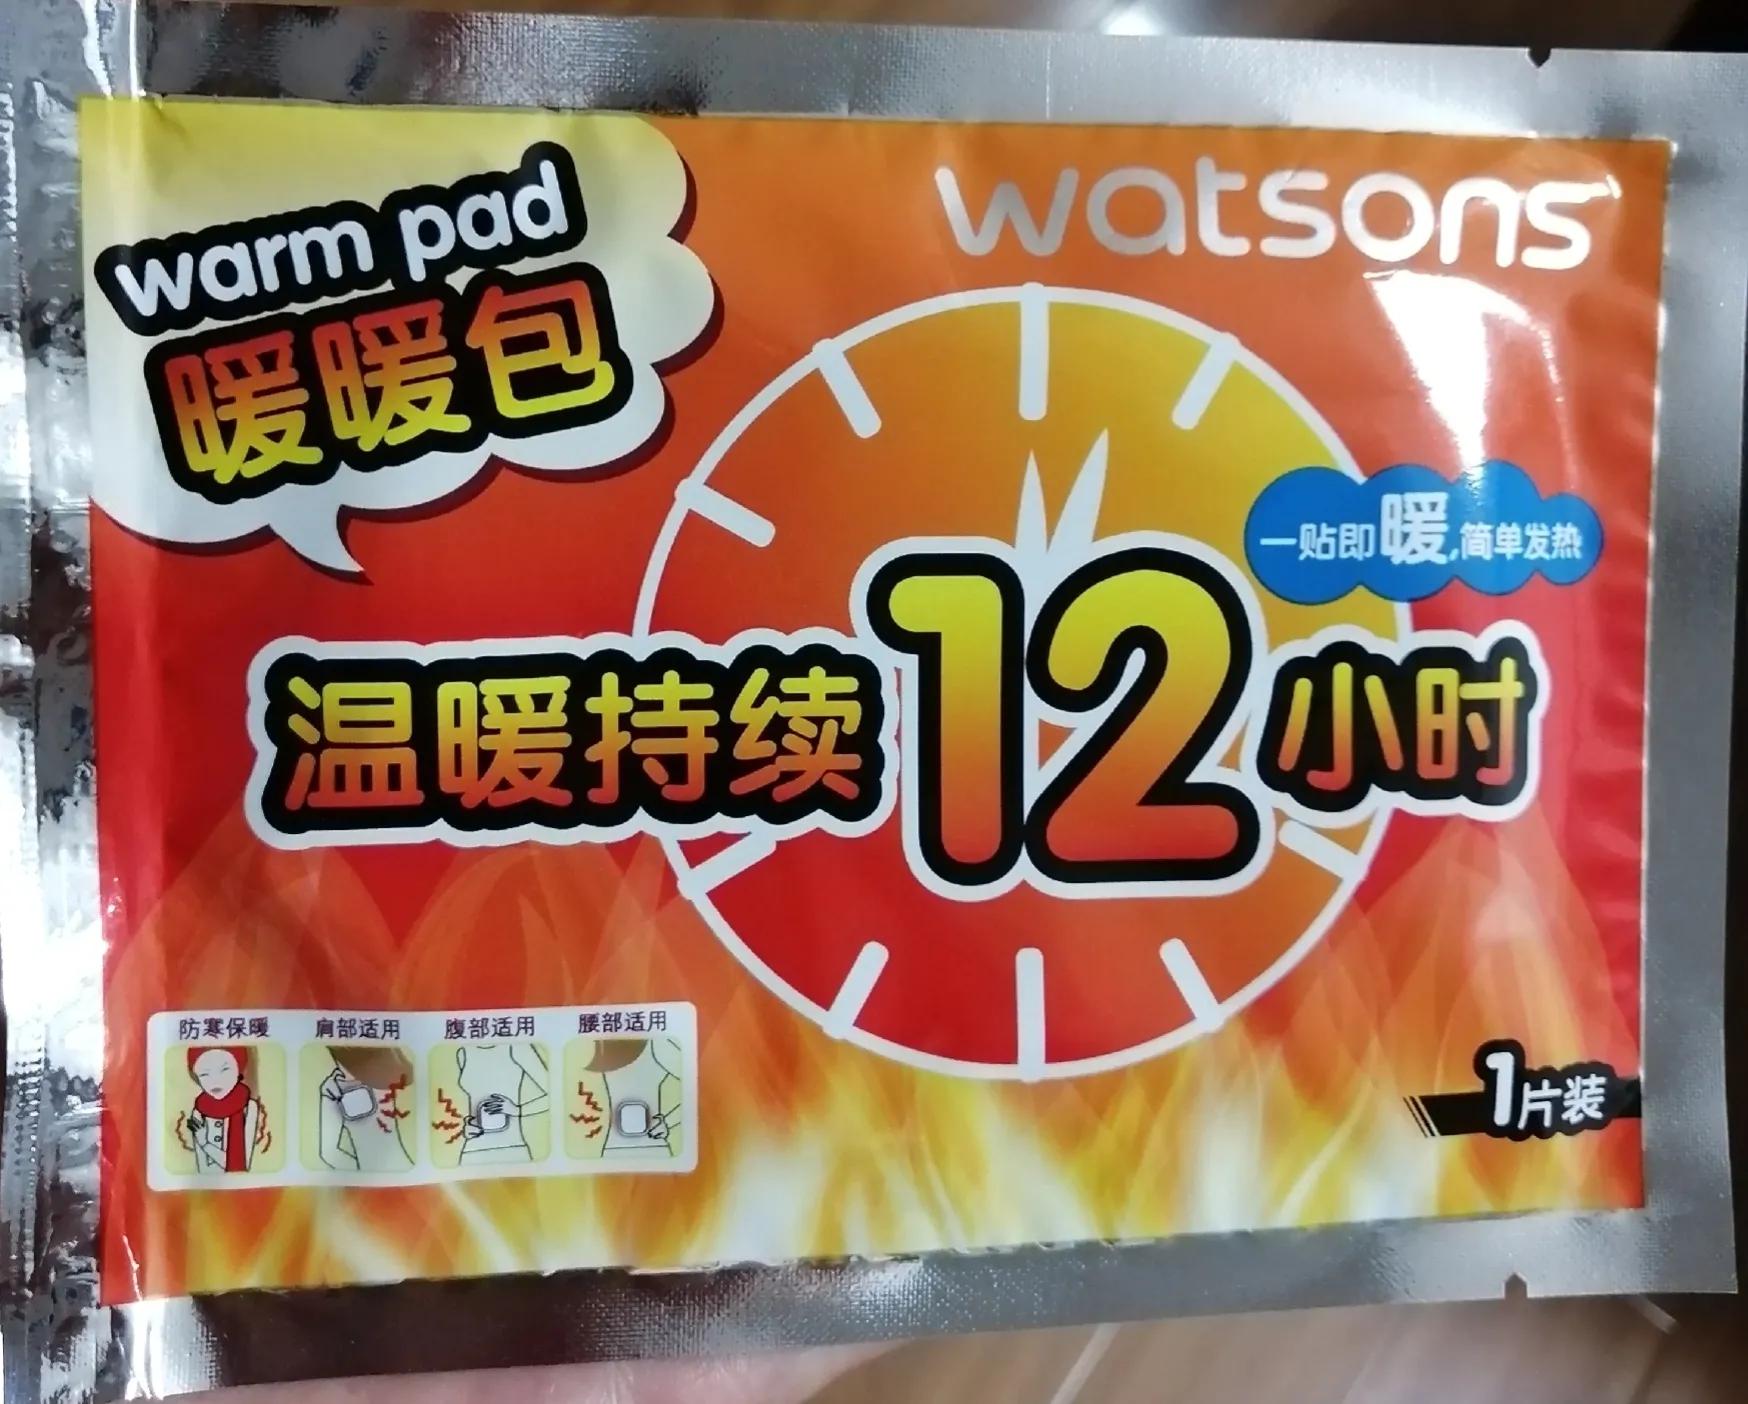 watsons
warm pad
暖暖包
一贴即暖,简单发热
温暖持续12小时
防寒保暖 肩部适用 腹部适用 腰部适用
1片装